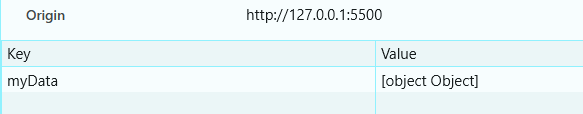 Origin http://127.0.0.1:5500
Key Value
myData [object Object]